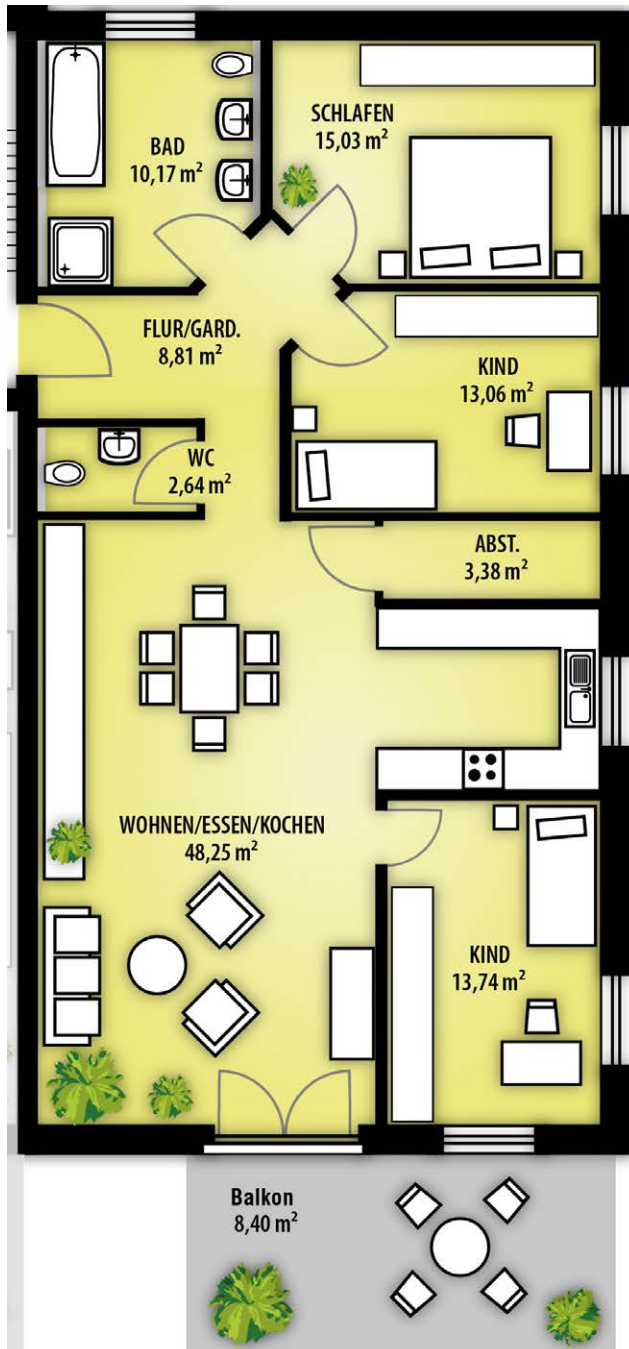 SCHLAFEN
15,03 m²
BAD
10,17 m²
FLUR/GARD.
8,81 m²
KIND
13,06 m²
WC
2,64 m²
ABST.
3,38 m²
WOHNEN/ESSEN/KOCHEN
48,25 m²
KIND
13,74 m²
Balkon
8,40 m²